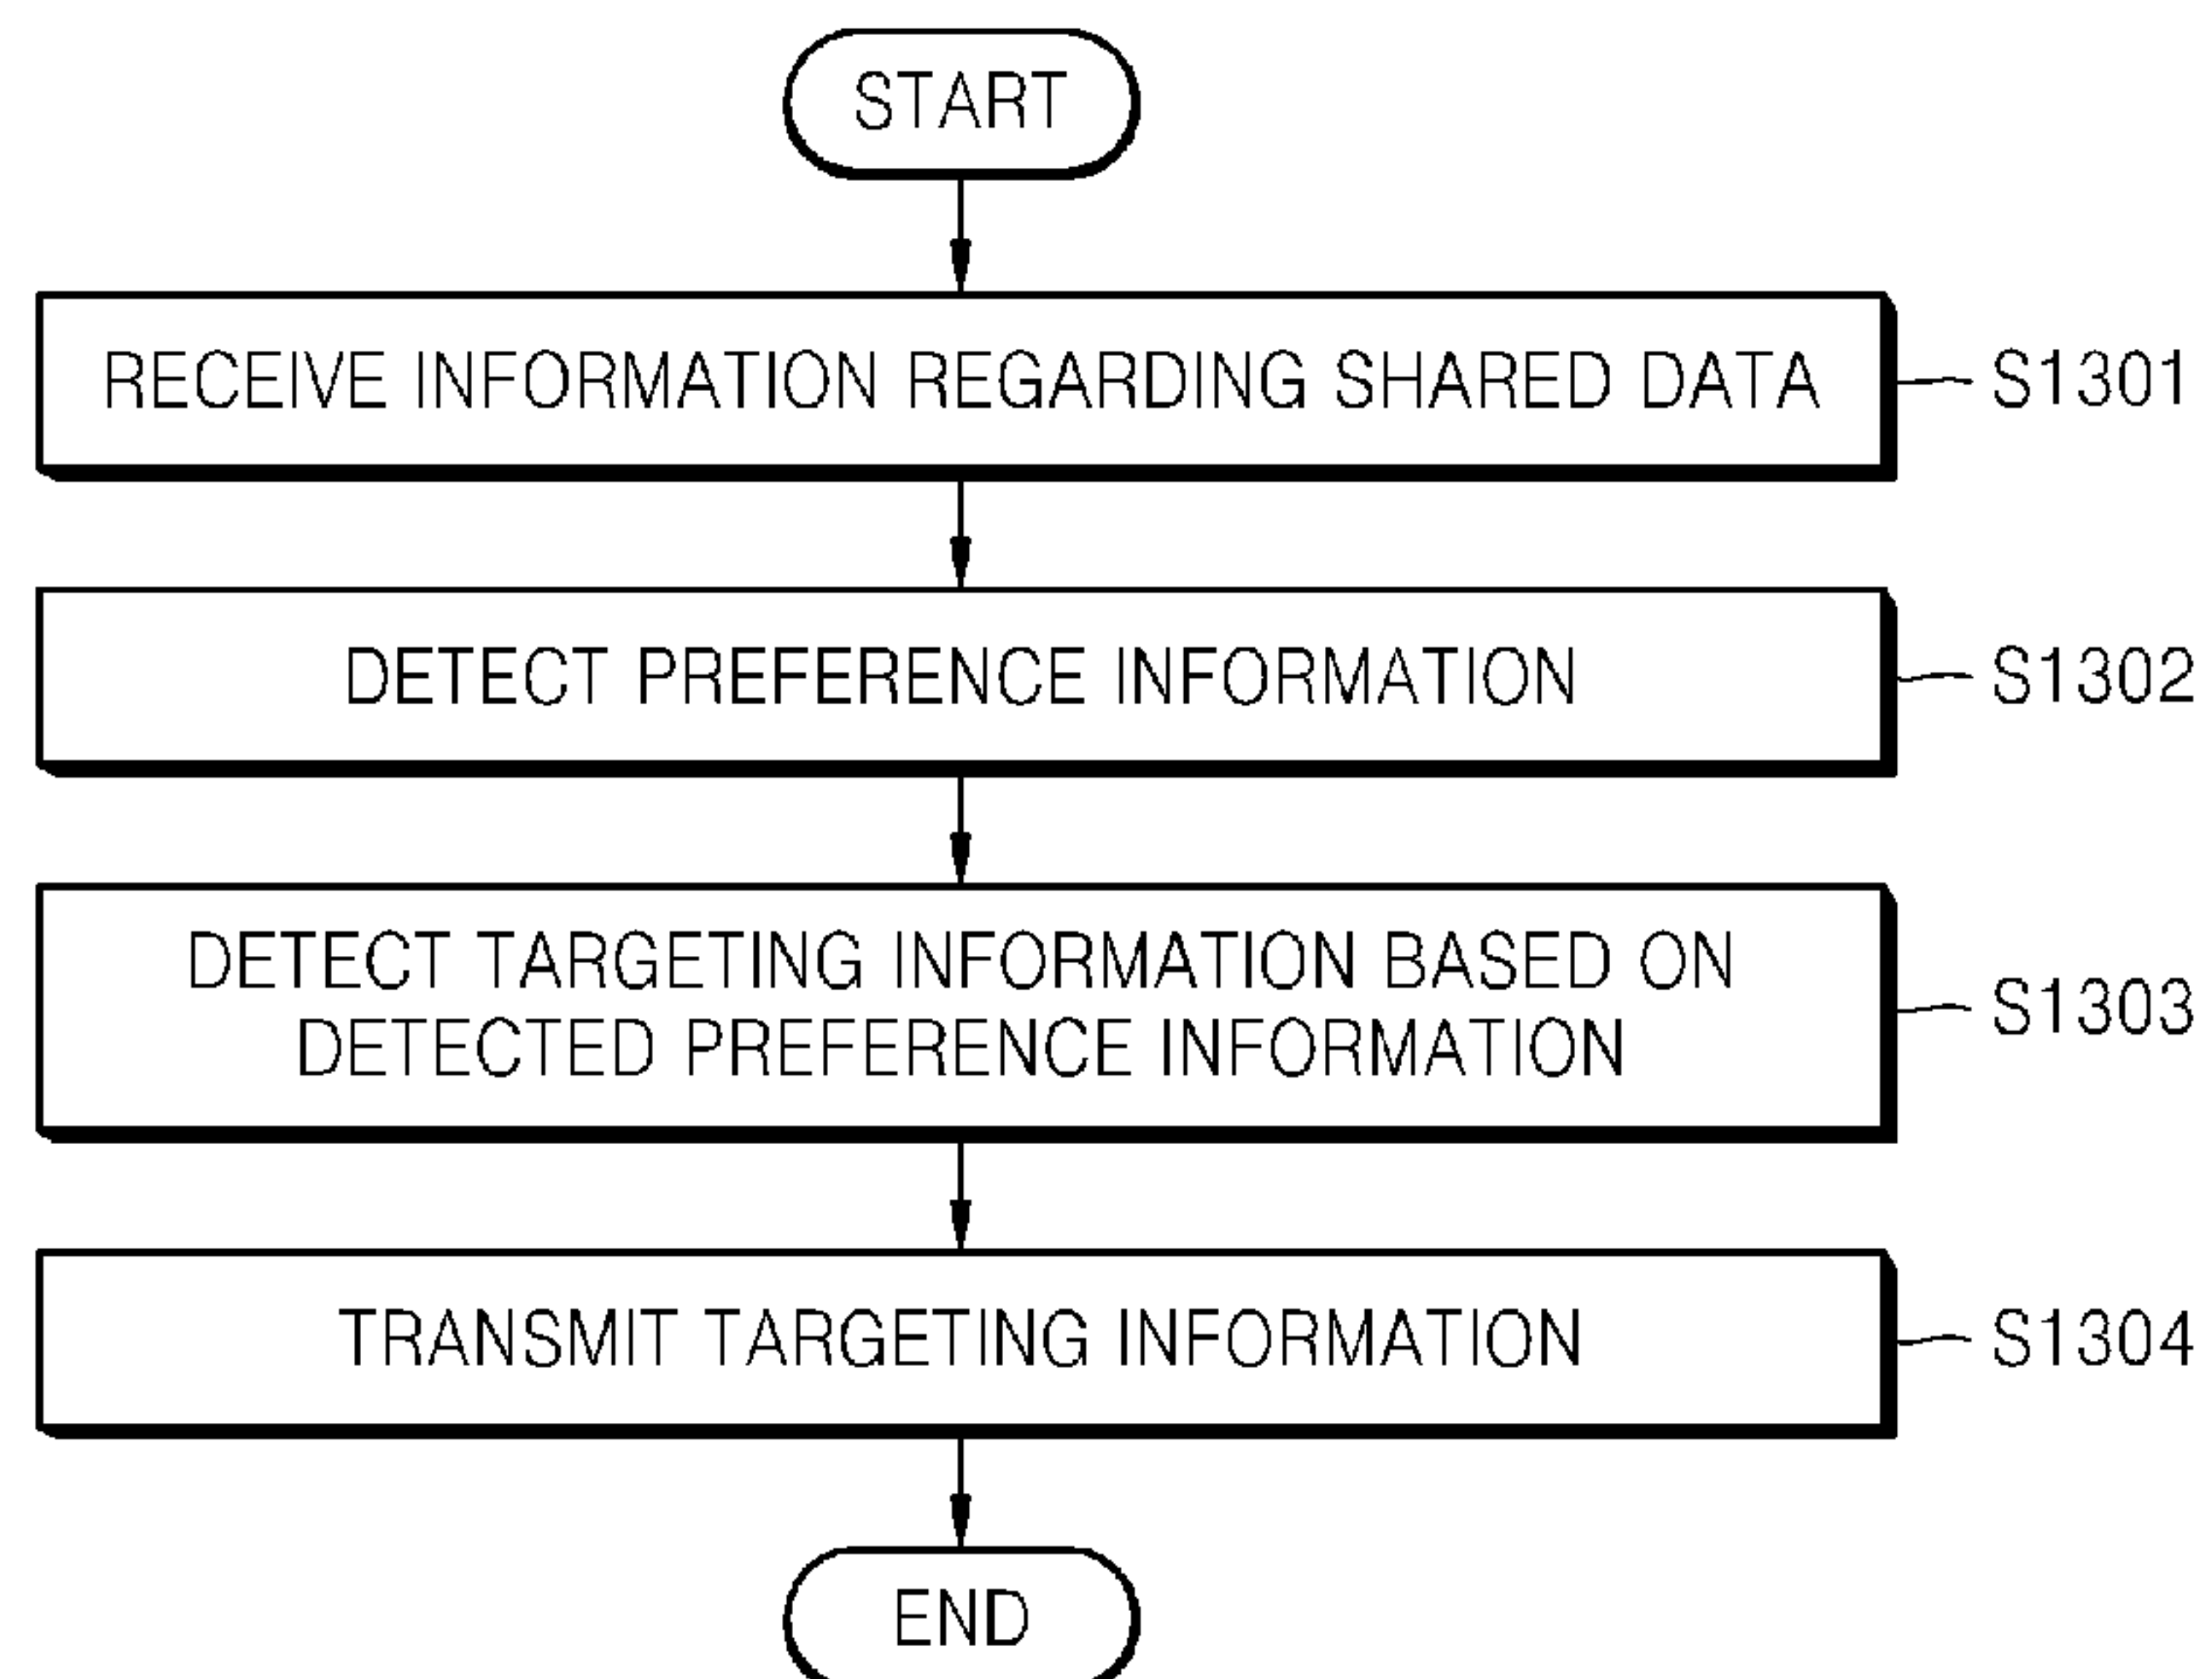 START
RECEIVE INFORMATION REGARDING SHARED DATA
S1301
DETECT PREFERENCE INFORMATION
S1302
DETECT TARGETING INFORMATION BASED ON
DETECTED PREFERENCE INFORMATION
S1303
TRANSMIT TARGETING INFORMATION
S1304
END